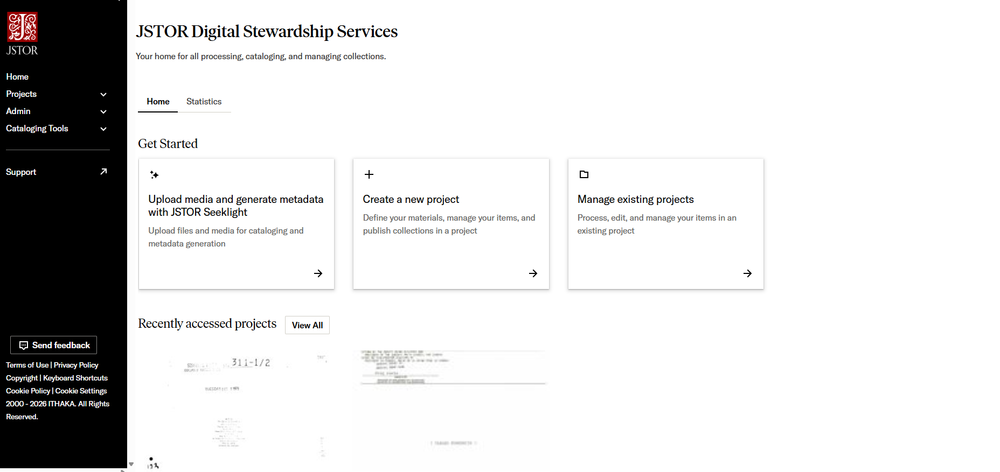 JSTOR
Home
Projects
Admin
Cataloging Tools
Support
Send feedback
Terms of Use | Privacy Policy
Copyright | Keyboard Shortcuts
Cookie Policy | Cookie Settings
2000 - 2026 ITHAKA. All Rights
Reserved.
JSTOR Digital Stewardship Services
Your home for all processing, cataloging, and managing collections.
Home
Statistics
Get Started
Upload media and generate metadata
with JSTOR Seeklight
Upload files and media for cataloging and
metadata generation
Create a new project
Define your materials, manage your items, and
publish collections in a project
Manage existing projects
Process, edit, and manage your items in an
existing project
Recently accessed projects
View All
311-1/2